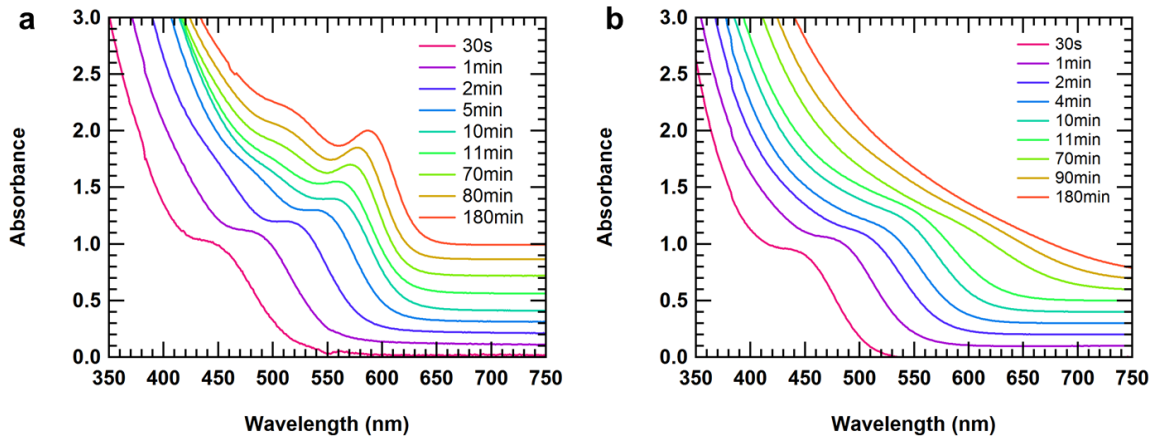 a
3.0
2.5
2.0
1.5
1.0
0.5
0.0
Absorbance
350 400 450 500 550 600 650 700 750
Wavelength (nm)
30s
1min
2min
5min
10min
11min
70min
80min
180min
b
3.0
2.5
2.0
1.5
1.0
0.5
0.0
Absorbance
350 400 450 500 550 600 650 700 750
Wavelength (nm)
30s
1min
2min
4min
10min
11min
70min
90min
180min